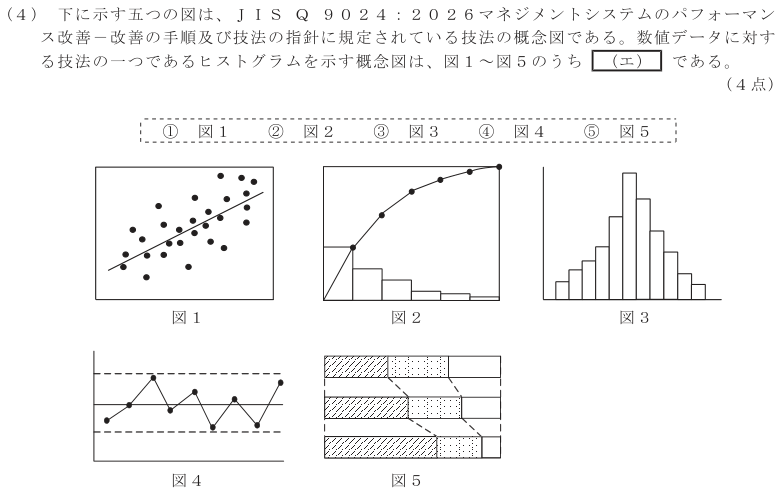 (4) 下に示す五つの図は、JIS Q 9024:2026マネジメントシステムのパフォーマン
ス改善-改善の手順及び技法の指針に規定されている技法の概念図である。数値データに対す
る技法の一つであるヒストグラムを示す概念図は、図1~図5のうち (エ) である。
(4点)
① 図1 ② 図2 ③ 図3 ④ 図4 ⑤ 図5
図1 図2 図3
図4 図5